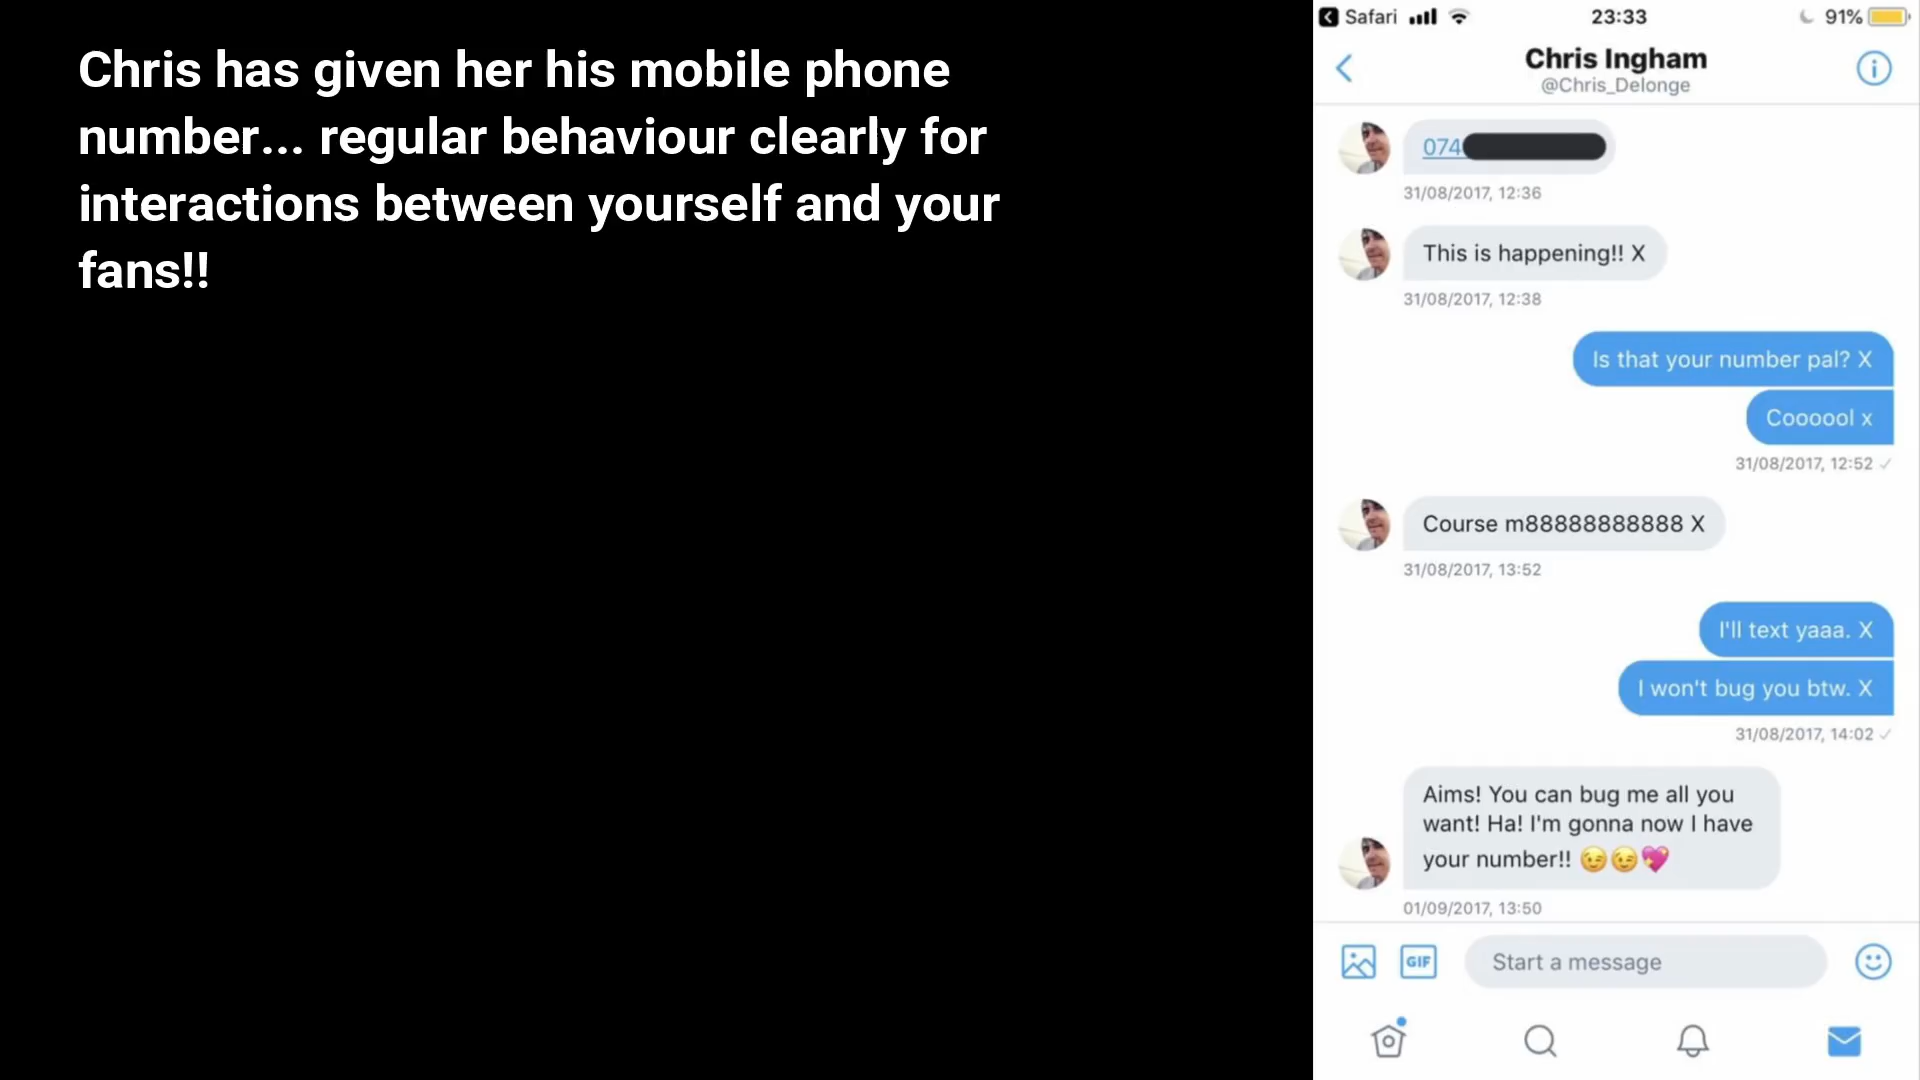 Chris has given her his mobile phone
number... regular behaviour clearly for
interactions between yourself and your
fans!!
Safari
23:33
91%
Chris Ingham
@Chris_Delonge
074
31/08/2017, 12:36
This is happening!! X
31/08/2017, 12:38
Is that your number pal? X
Coooool x
31/08/2017, 12:52
Course m88888888888 X
31/08/2017, 13:52
I'll text yaaa. X
I won't bug you btw. X
31/08/2017, 14:02
Aims! You can bug me all you
want! Ha! I'm gonna now I have
your number!! 😉😉💖
01/09/2017, 13:50
GIF
Start a message